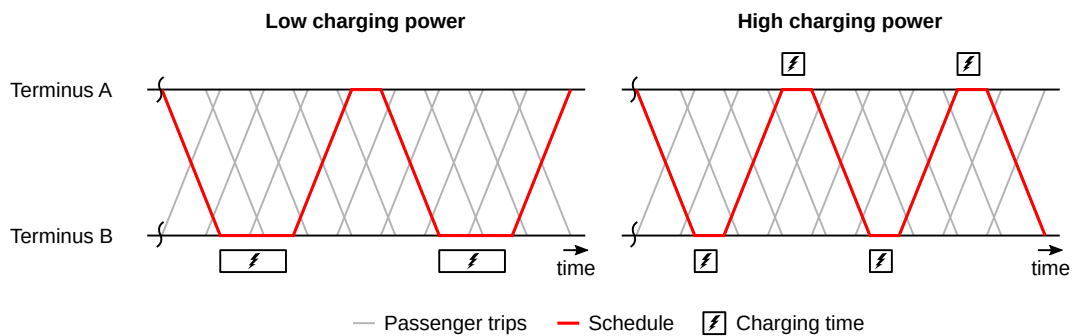 Low charging power
High charging power
Terminus A
Terminus B
time
time
Passenger trips
Schedule
Charging time